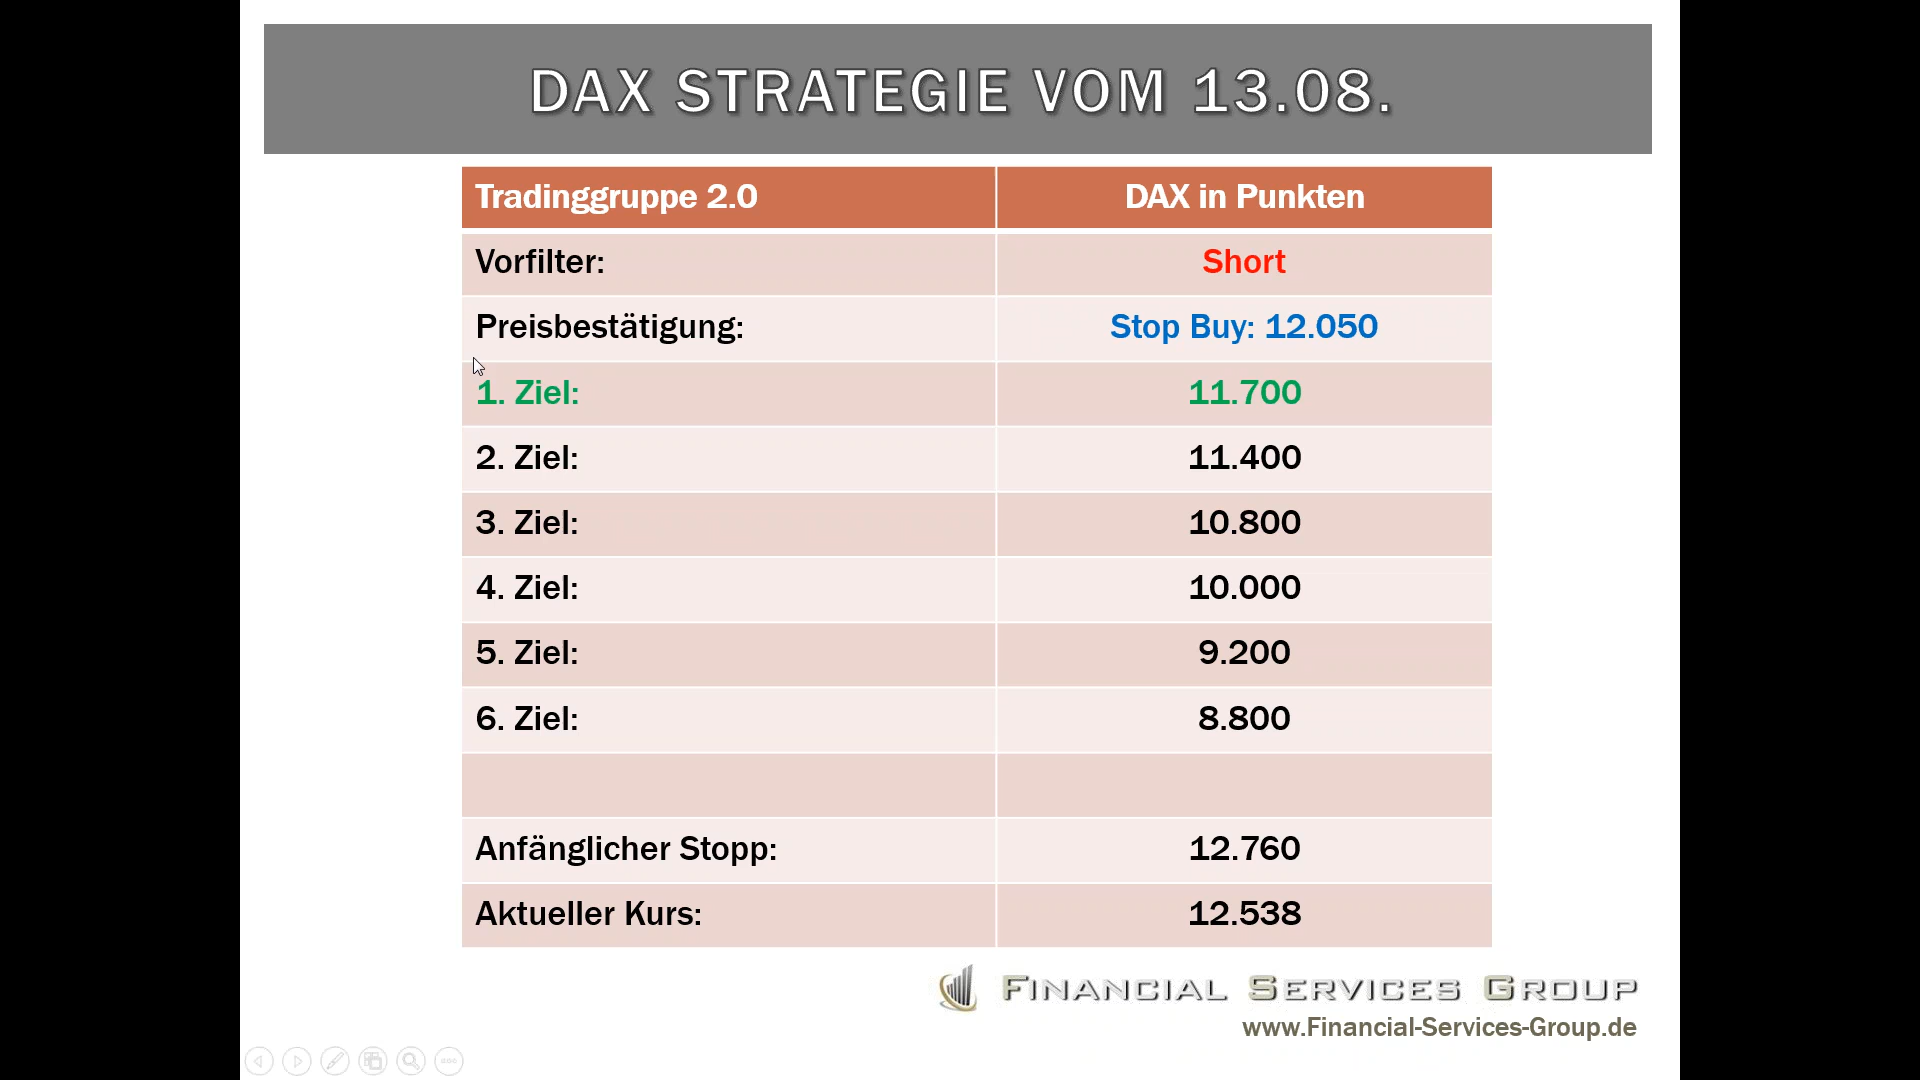 DAX STRATEGIE VOM 13.08.
Tradinggruppe 2.0 DAX in Punkten
Vorfilter: Short
Preisbestätigung: Stop Buy: 12.050
1. Ziel: 11.700
2. Ziel: 11.400
3. Ziel: 10.800
4. Ziel: 10.000
5. Ziel: 9.200
6. Ziel: 8.800
Anfänglicher Stopp: 12.760
Aktueller Kurs: 12.538
FINANCIAL SERVICES GROUP
www.Financial-Services-Group.de